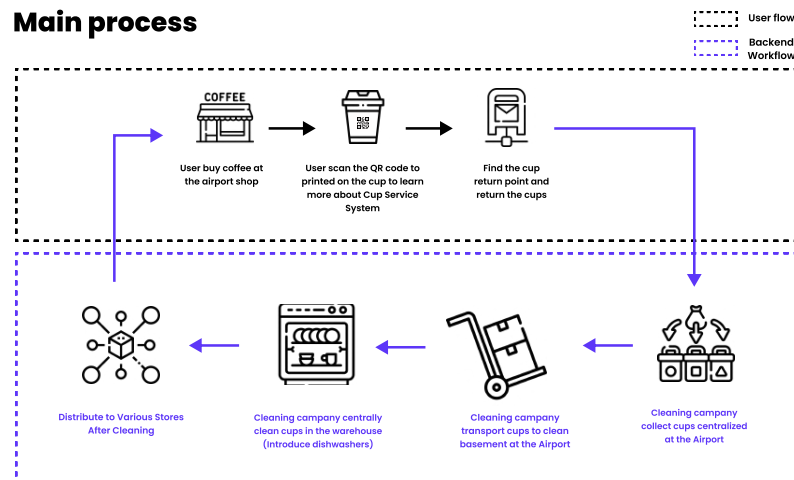 Main process
User flow
Backend
Workflow
COFFEE
User buy coffee at
the airport shop
User scan the QR code to
printed on the cup to learn
more about Cup Service
System
Find the cup
return point and
return the cups
Distribute to Various Stores
After Cleaning
Cleaning campany centrally
clean cups in the warehouse
(Introduce dishwashers)
Cleaning campany
transport cups to clean
basement at the Airport
Cleaning campany
collect cups centralized
at the Airport